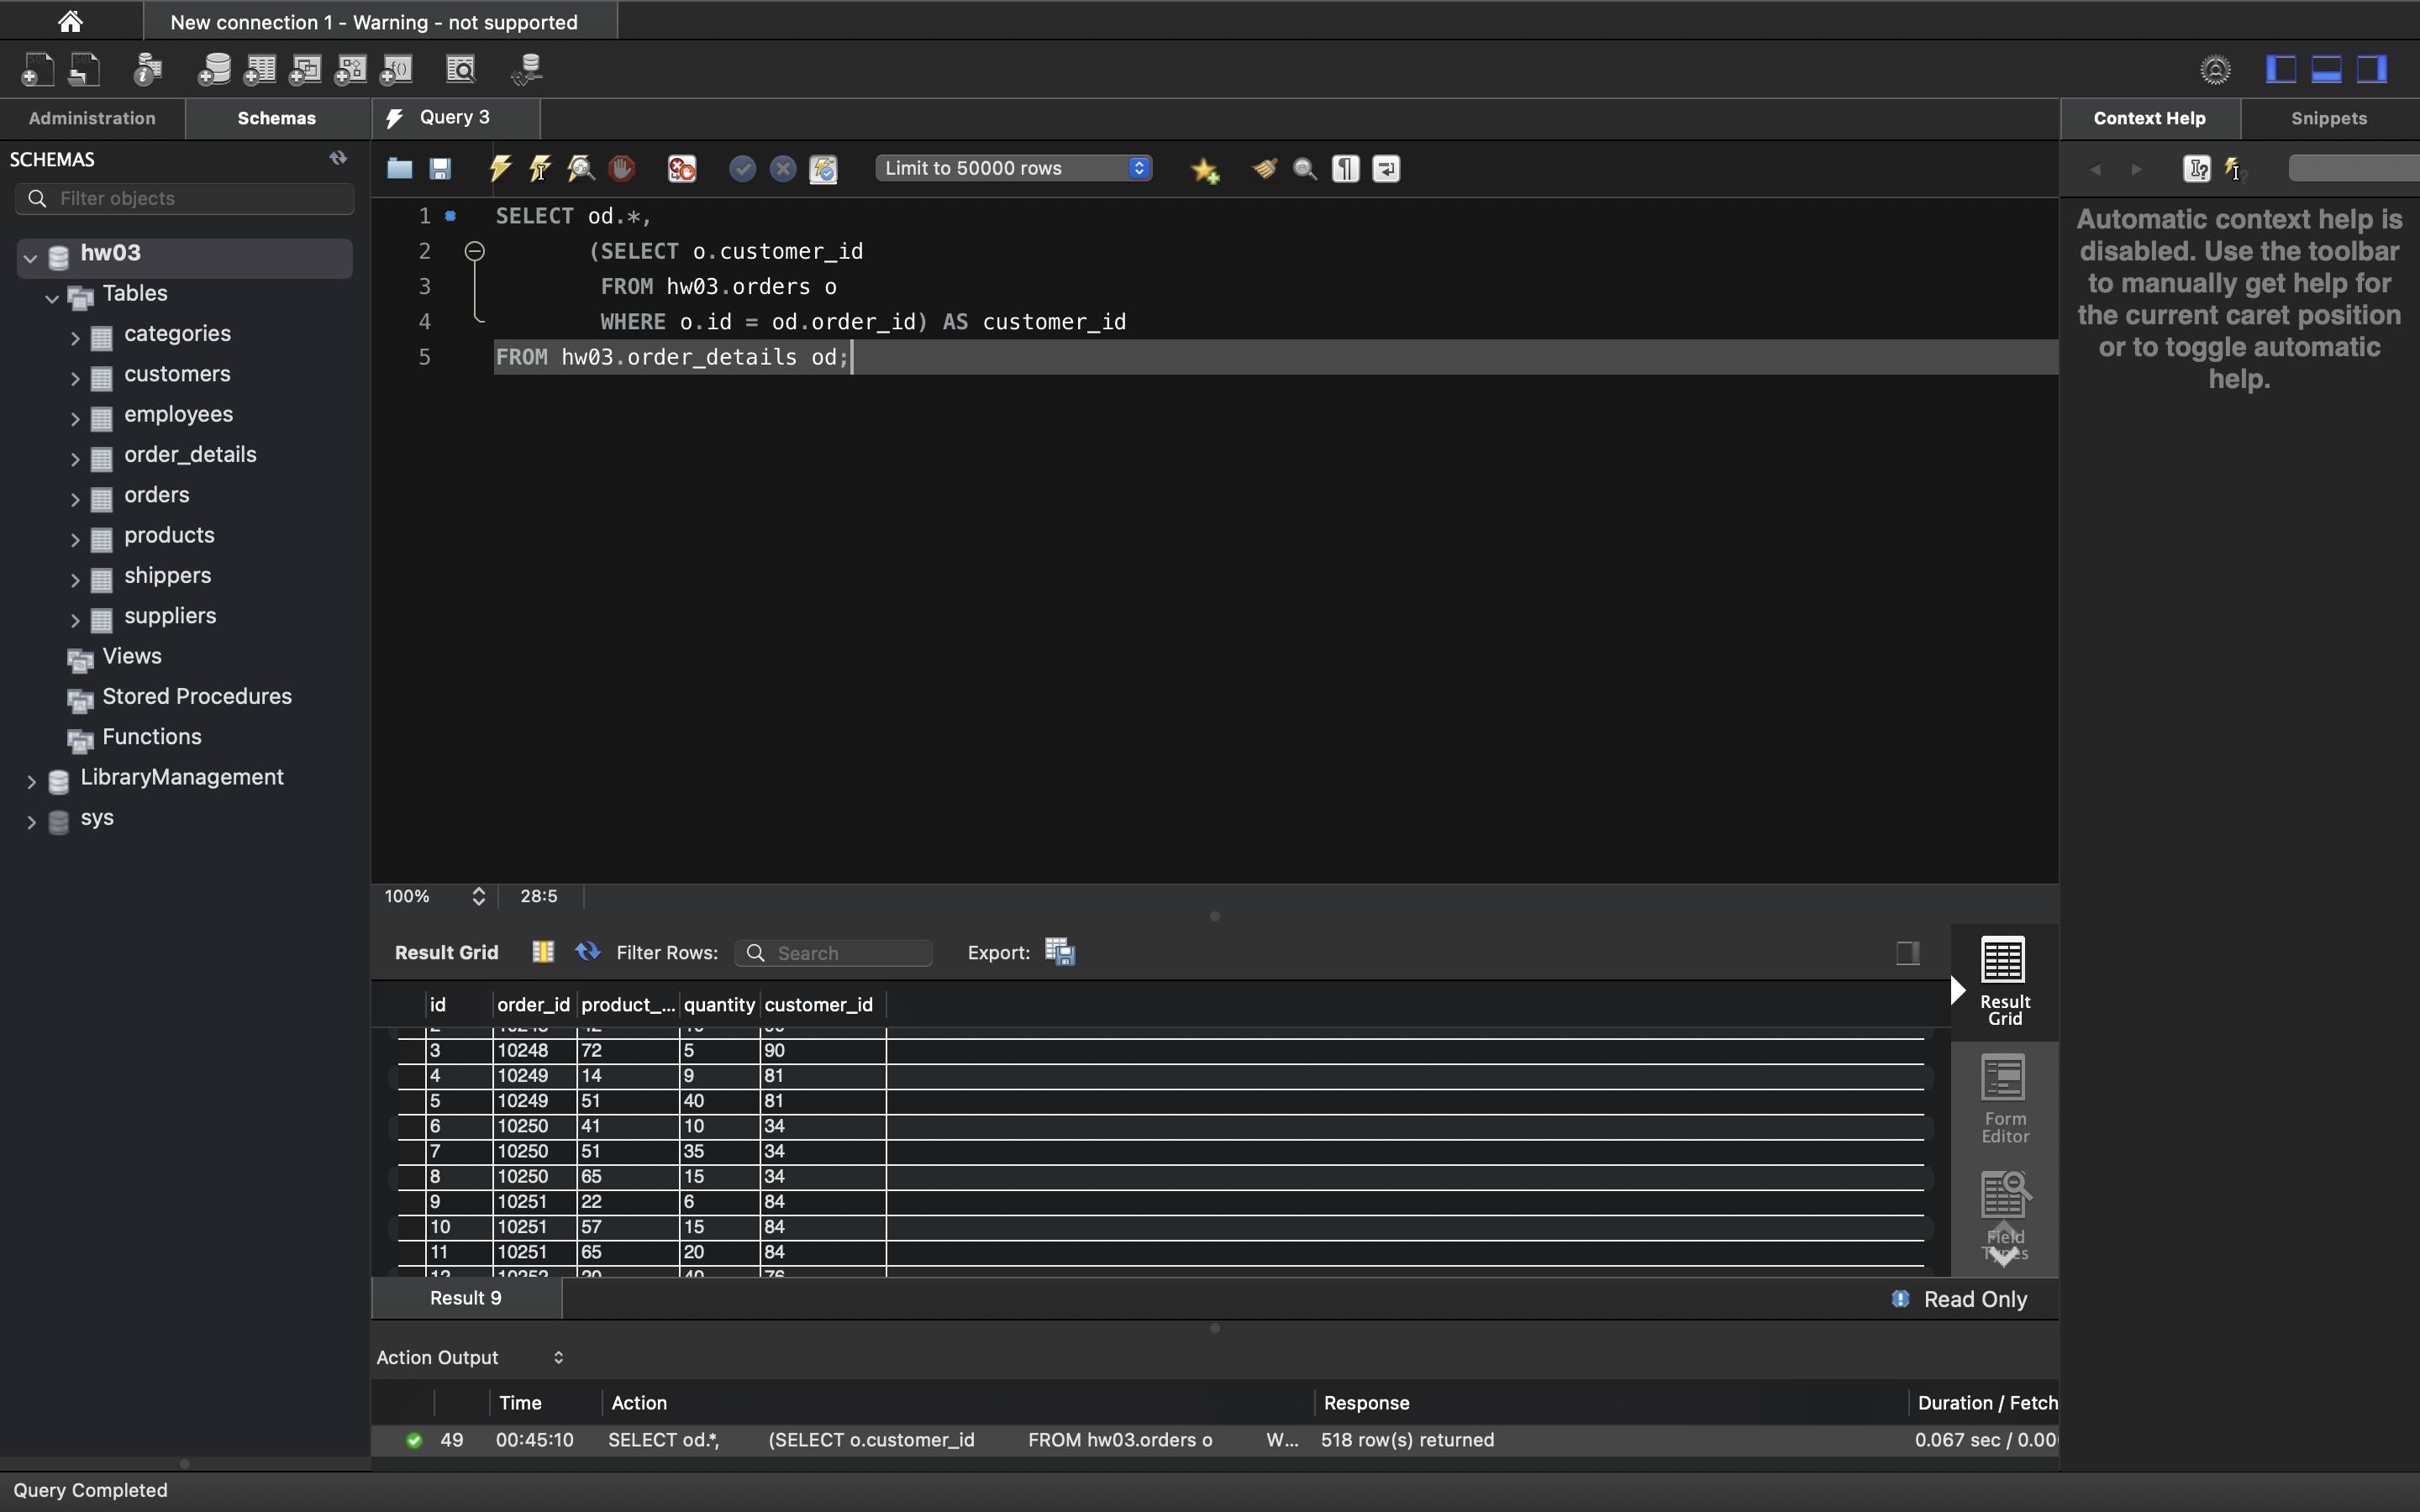 New connection 1 - Warning - not supported
Administration
Schemas
Query 3
Context Help
Snippets
SCHEMAS
Filter objects
Limit to 50000 rows
hw03
Tables
categories
customers
employees
order_details
orders
products
shippers
suppliers
Views
Stored Procedures
Functions
LibraryManagement
sys
1 SELECT od.*,
2 (SELECT o.customer_id
3 FROM hw03.orders o
4 WHERE o.id = od.order_id) AS customer_id
5 FROM hw03.order_details od;
Automatic context help is
disabled. Use the toolbar
to manually get help for
the current caret position
or to toggle automatic
help.
100% 28:5
Result Grid Filter Rows: Search Export:
id order_id product_... quantity customer_id
3 10248 72 5 90
4 10249 14 9 81
5 10249 51 40 81
6 10250 41 10 34
7 10250 51 35 34
8 10250 65 15 34
9 10251 22 6 84
10 10251 57 15 84
11 10251 65 20 84
Result
Grid
Form
Editor
Field
Types
Result 9
Read Only
Action Output
Time Action Response Duration / Fetch
49 00:45:10 SELECT od.*, (SELECT o.customer_id FROM hw03.orders o W... 518 row(s) returned 0.067 sec / 0.00
Query Completed